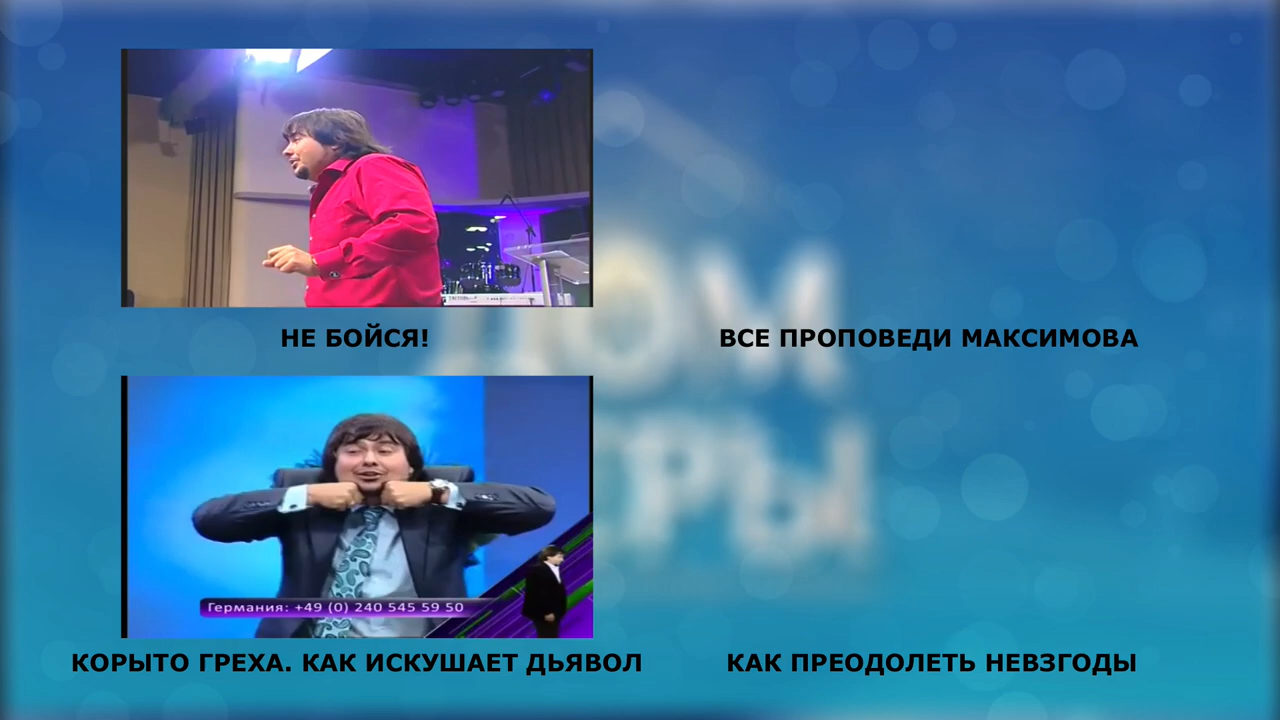 НЕ БОЙСЯ!
ВСЕ ПРОПОВЕДИ МАКСИМОВА
Германия: +49 (0) 240 545 59 50
КОРЫТО ГРЕХА. КАК ИСКУШАЕТ ДЬЯВОЛ
КАК ПРЕОДОЛЕТЬ НЕВЗГОДЫ